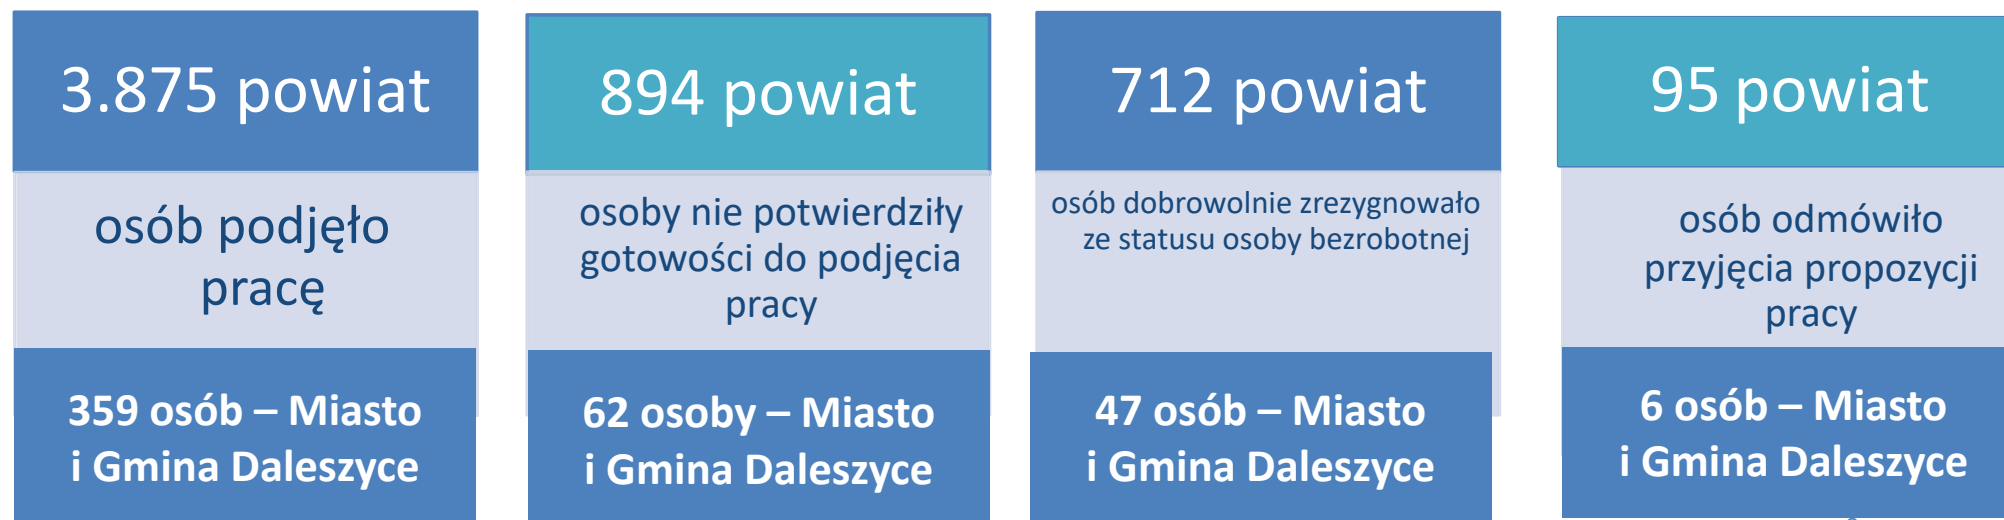 3.875 powiat
osób podjęło
pracę
359 osób – Miasto
i Gmina Daleszyce
894 powiat
osoby nie potwierdziły
gotowości do podjęcia
pracy
62 osoby – Miasto
i Gmina Daleszyce
712 powiat
osób dobrowolnie zrezygnowało
ze statusu osoby bezrobotnej
47 osób – Miasto
i Gmina Daleszyce
95 powiat
osób odmówiło
przyjęcia propozycji
pracy
6 osób – Miasto
i Gmina Daleszyce